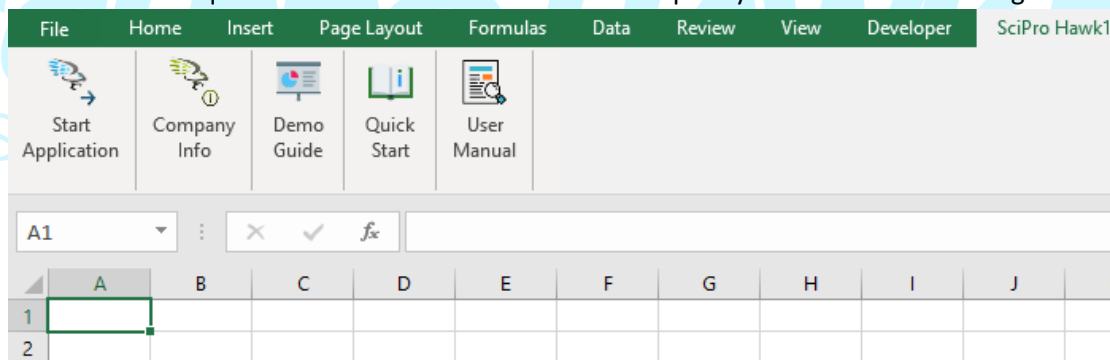 File Home Insert Page Layout Formulas Data Review View Developer SciPro Hawk1
Start Application
Company Info
Demo Guide
Quick Start
User Manual
A1 fx
A B C D E F G H I J
1
2